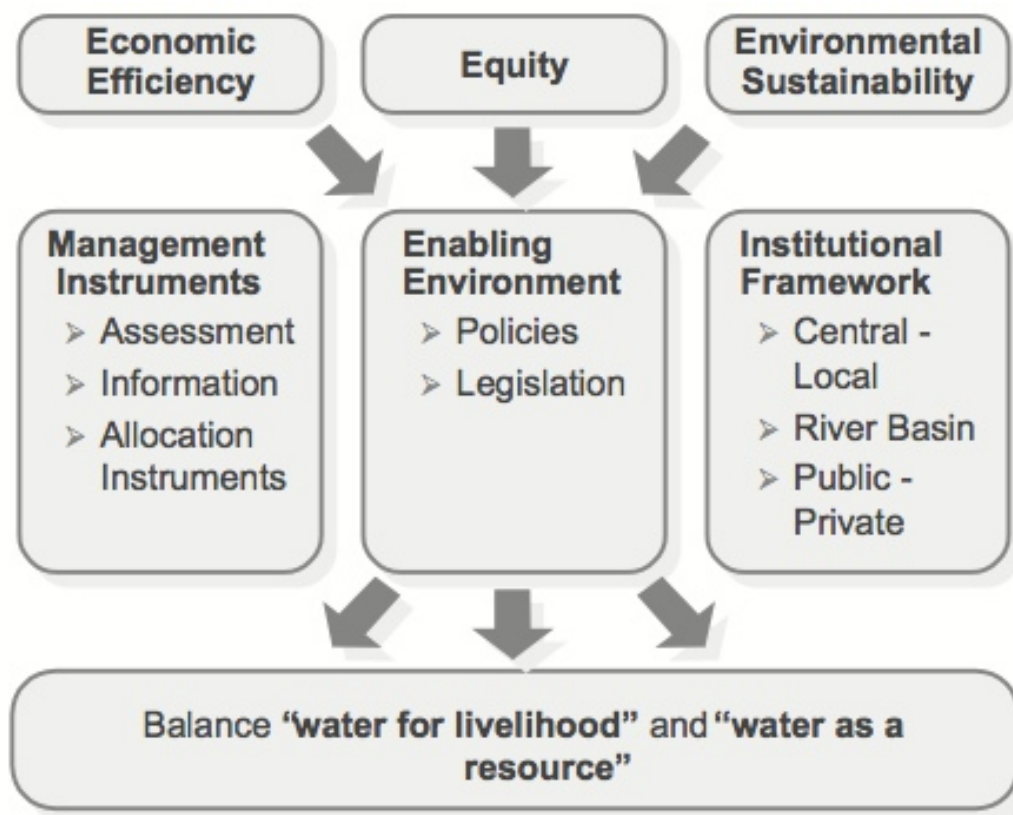 Economic
Efficiency
Equity
Environmental
Sustainability
Management
Instruments
➢ Assessment
➢ Information
➢ Allocation
Instruments
Enabling
Environment
➢ Policies
➢ Legislation
Institutional
Framework
➢ Central -
Local
➢ River Basin
➢ Public -
Private
Balance “water for livelihood” and “water as a
resource”